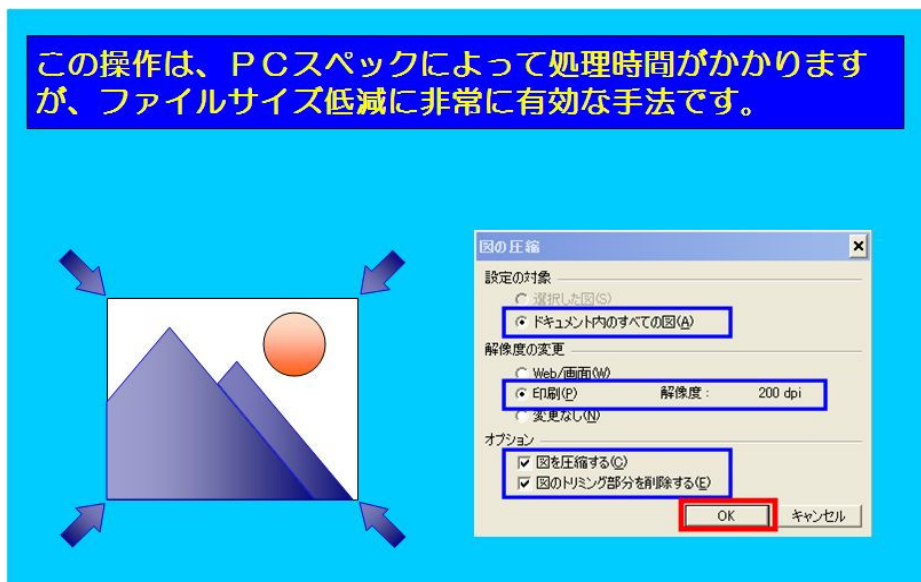 この操作は、ＰＣスペックによって処理時間がかかります
が、ファイルサイズ低減に非常に有効な手法です。
図の圧縮
設定の対象
選択した図(S)
ドキュメント内のすべての図(A)
解像度の変更
Web/画面(W)
印刷(P) 解像度： 200 dpi
変更なし(N)
オプション
図を圧縮する(C)
図のトリミング部分を削除する(E)
OK キャンセル